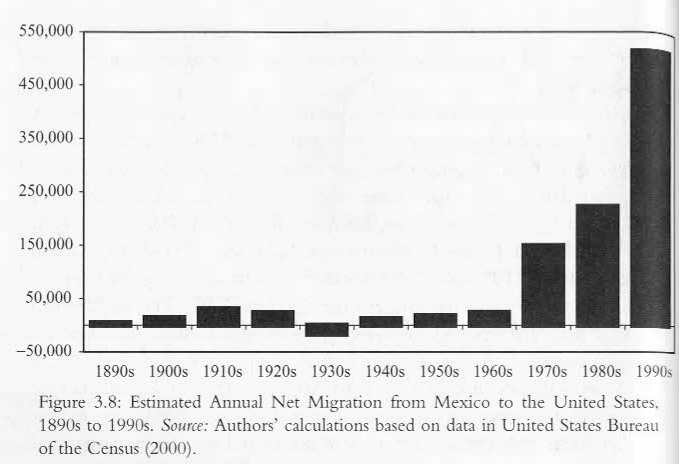 550,000
450,000
350,000
250,000
150,000
50,000
−50,000
1890s 1900s 1910s 1920s 1930s 1940s 1950s 1960s 1970s 1980s 1990s
Figure 3.8: Estimated Annual Net Migration from Mexico to the United States,
1890s to 1990s. Source: Authors' calculations based on data in United States Bureau
of the Census (2000).